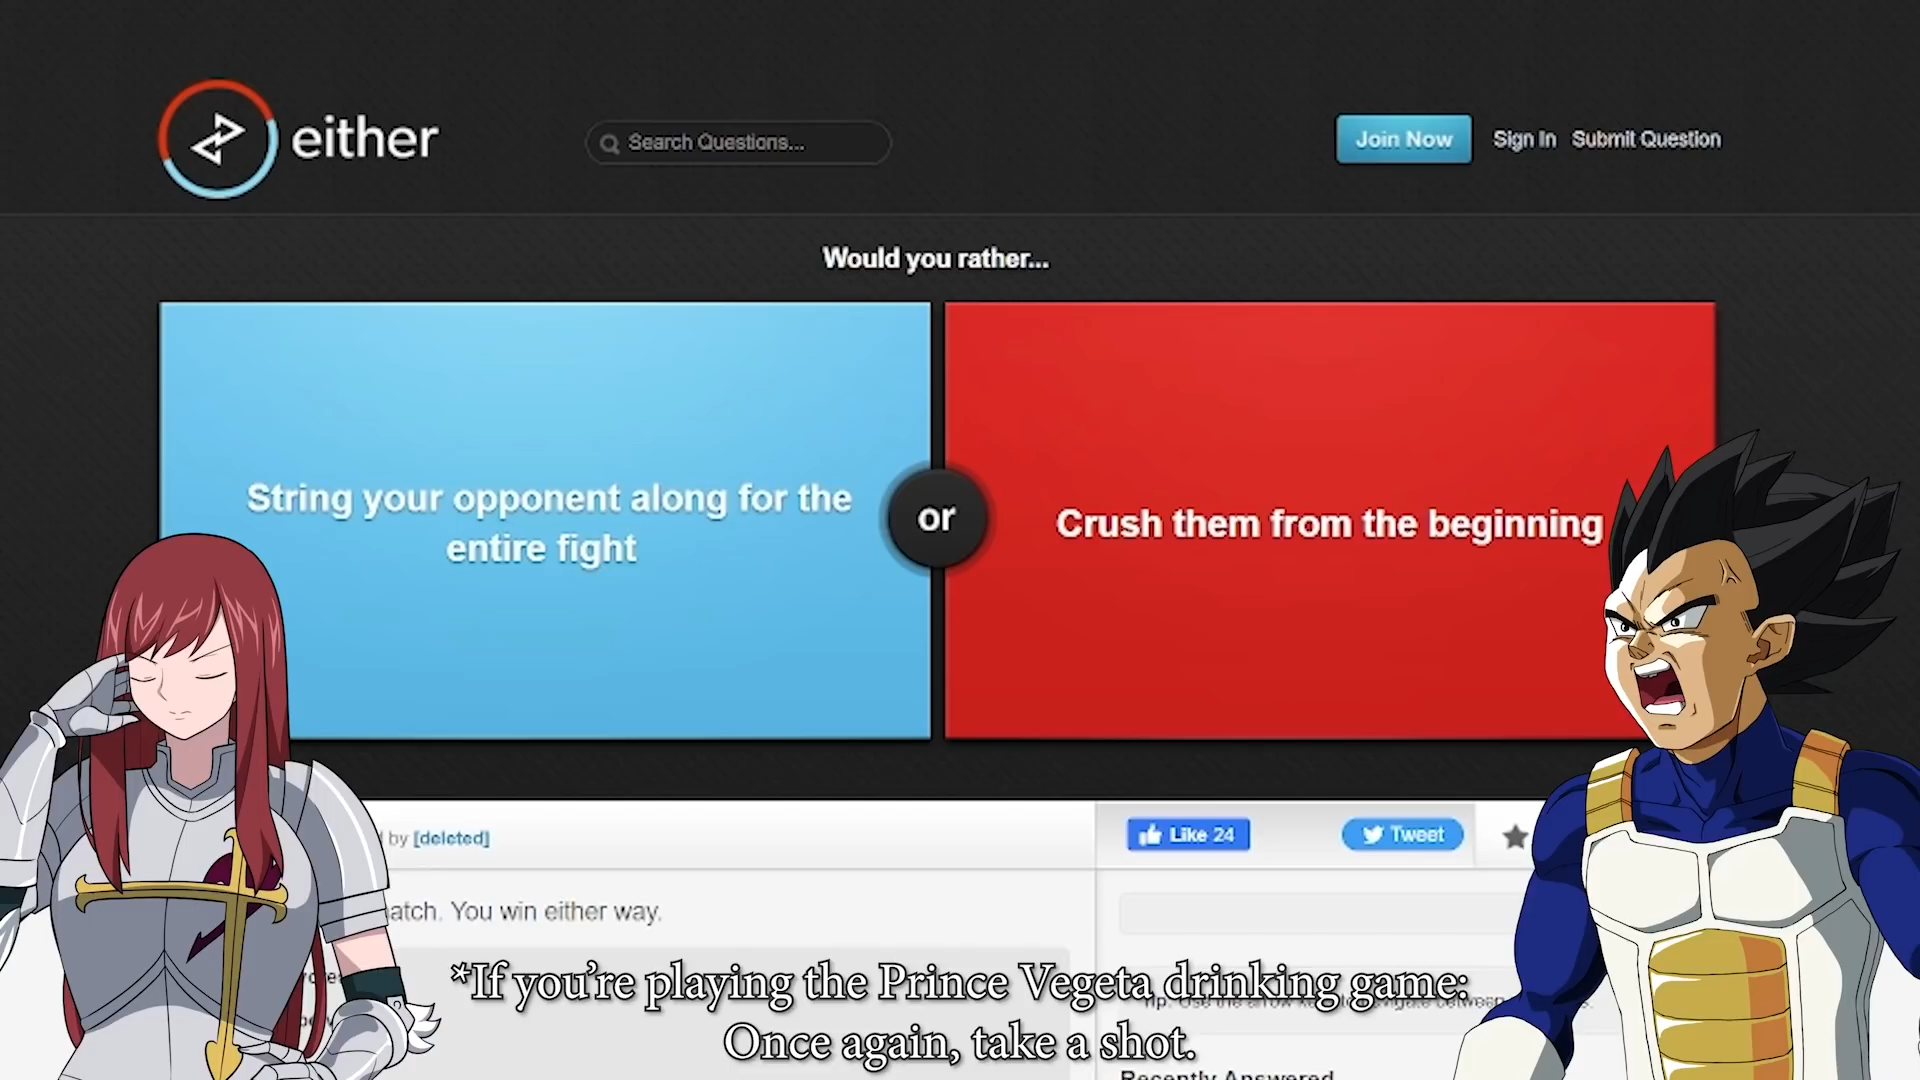 either
Search Questions...
Join Now
Sign In
Submit Question
Would you rather...
String your opponent along for the
entire fight
or
Crush them from the beginning
by [deleted]
Like 24
Tweet
atch. You win either way.
*If you're playing the Prince Vegeta drinking game:
Once again, take a shot.
Recently Answered